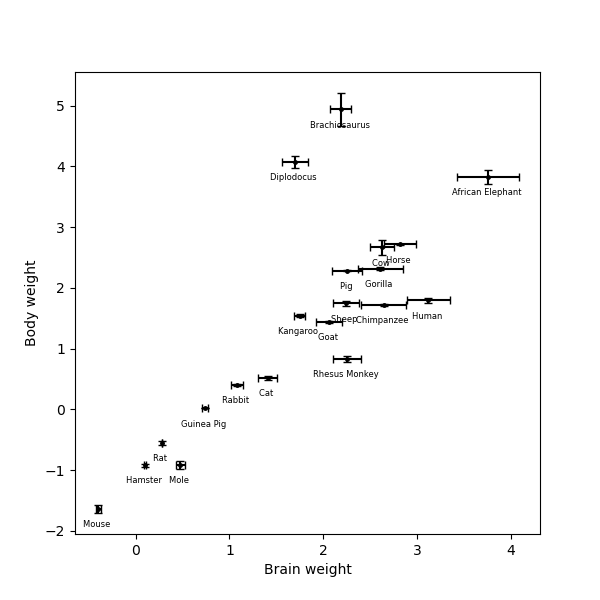 5
Brachiosaurus
4
Diplodocus
African Elephant
3
Cow
Horse
2
Pig
Gorilla
Kangaroo
Sheep
Chimpanzee
Human
Goat
1
Rhesus Monkey
Rabbit
Cat
0
Guinea Pig
Rat
−1
Hamster
Mole
Mouse
−2
0 1 2 3 4
Brain weight
Body weight